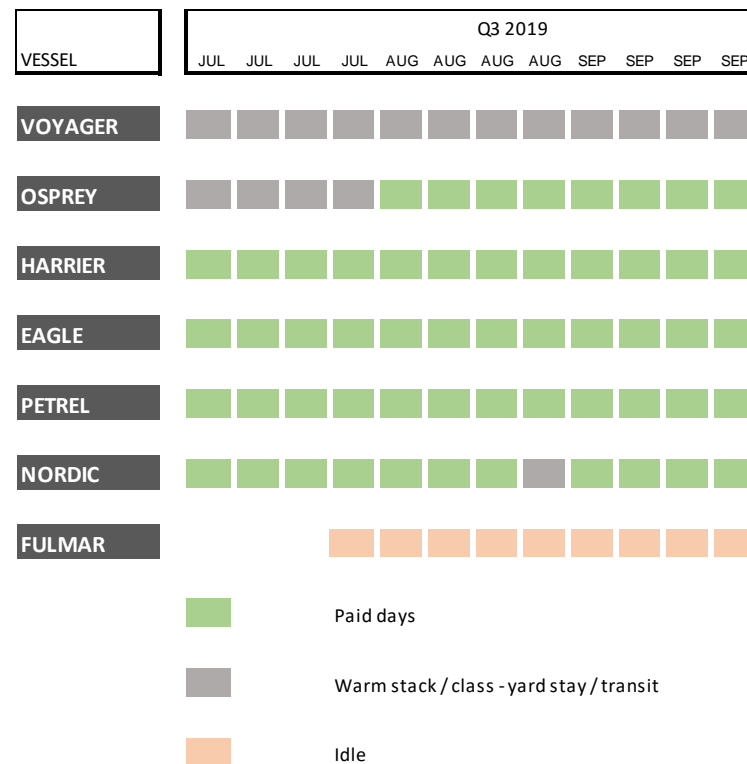 Q3 2019
VESSEL JUL JUL JUL JUL AUG AUG AUG AUG SEP SEP SEP SEP
VOYAGER
OSPREY
HARRIER
EAGLE
PETREL
NORDIC
FULMAR
Paid days
Warm stack / class - yard stay / transit
Idle